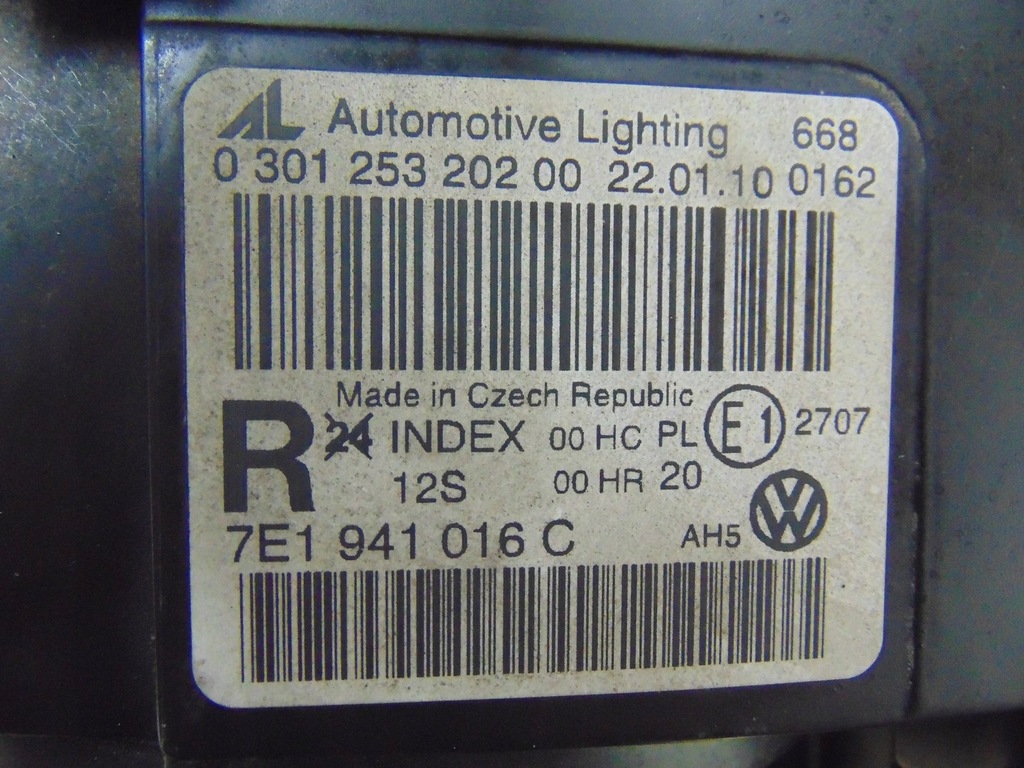 AL Automotive Lighting 668
0 301 253 202 00 22.01.10 0162
Made in Czech Republic
R 24 INDEX 00 HC PL E1 2707
12S 00 HR 20
7E1 941 016 C AH5 VW